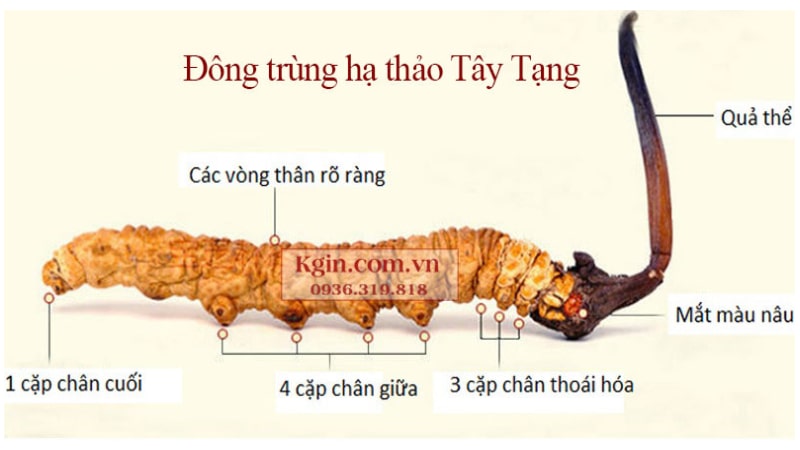 Đông trùng hạ thảo Tây Tạng
Quả thể
Các vòng thân rõ ràng
Kgin.com.vn
0936.319.818
Mắt màu nâu
1 cặp chân cuối
4 cặp chân giữa
3 cặp chân thoái hóa